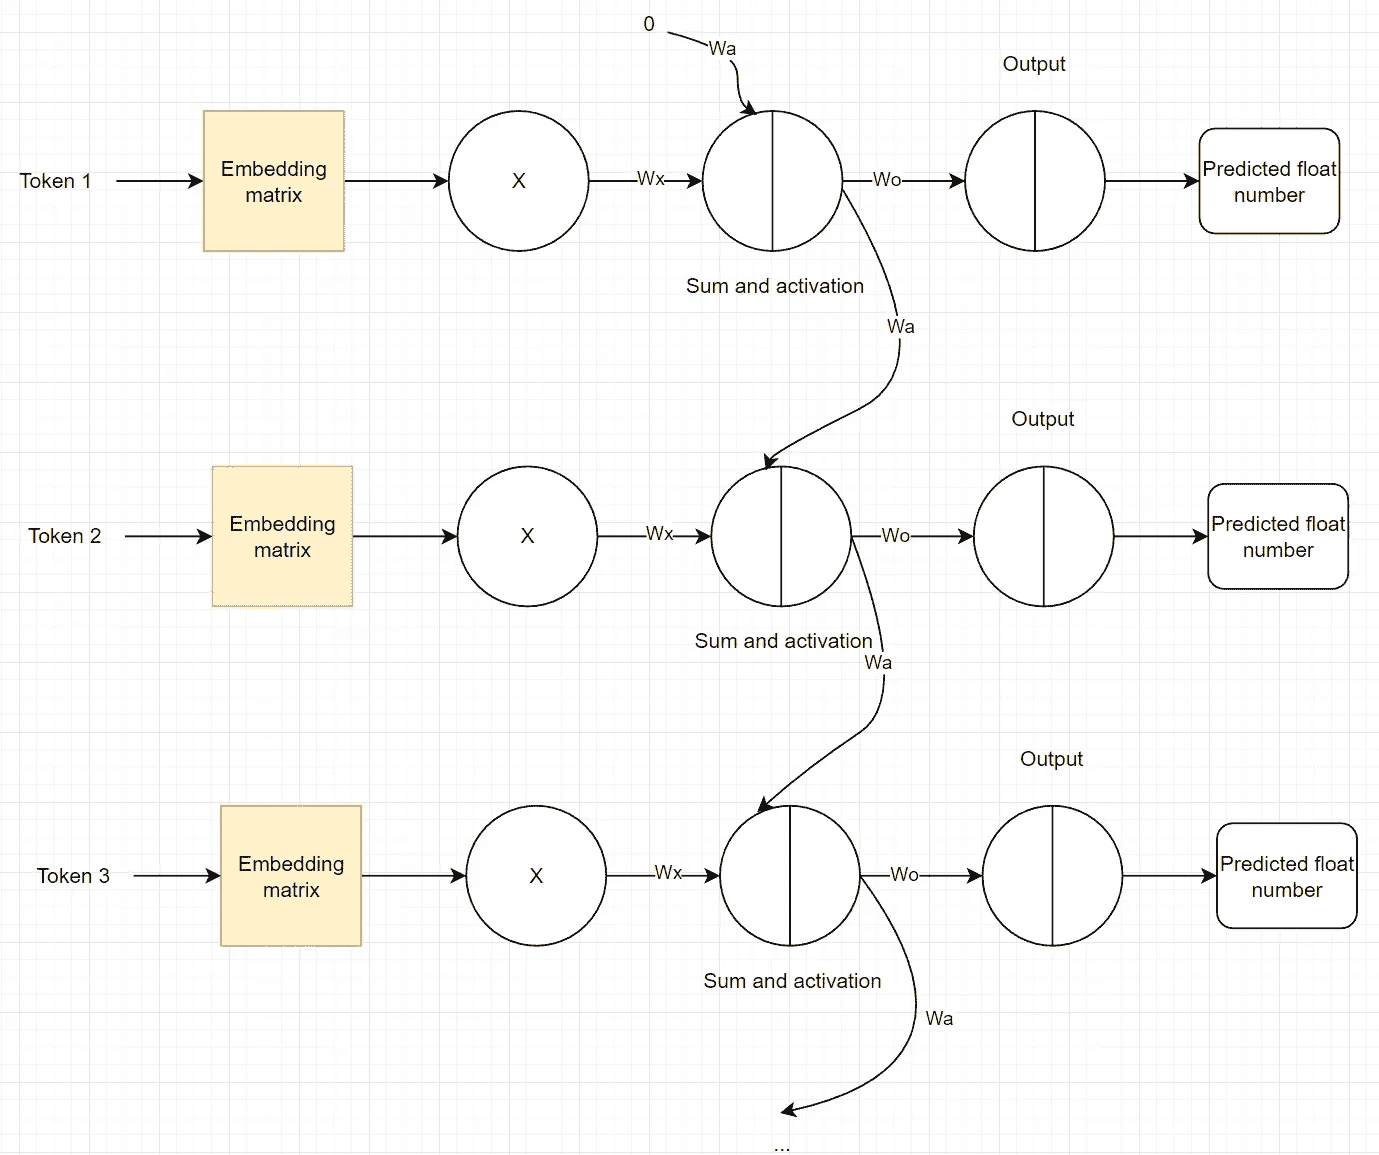 0
Wa
Output
Token 1
Embedding
matrix
X
Wx
Wo
Predicted float
number
Sum and activation
Wa
Output
Token 2
Embedding
matrix
X
Wx
Wo
Predicted float
number
Sum and activation
Wa
Output
Token 3
Embedding
matrix
X
Wx
Wo
Predicted float
number
Sum and activation
Wa
...